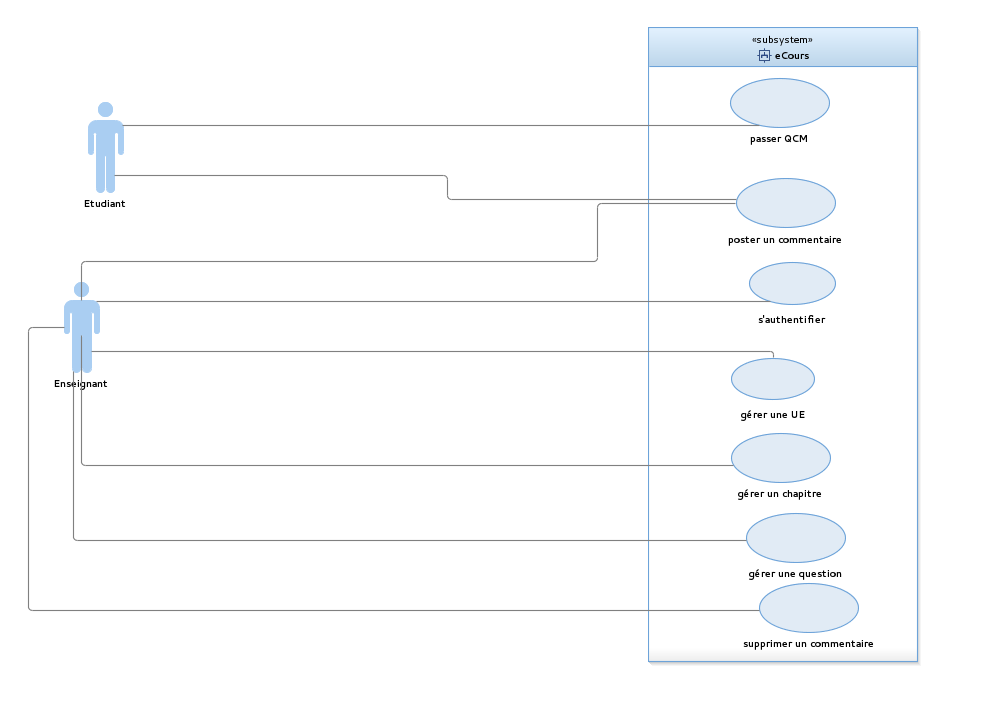 «subsystem»
eCours
passer QCM
Etudiant
poster un commentaire
s'authentifier
Enseignant
gérer une UE
gérer un chapitre
gérer une question
supprimer un commentaire